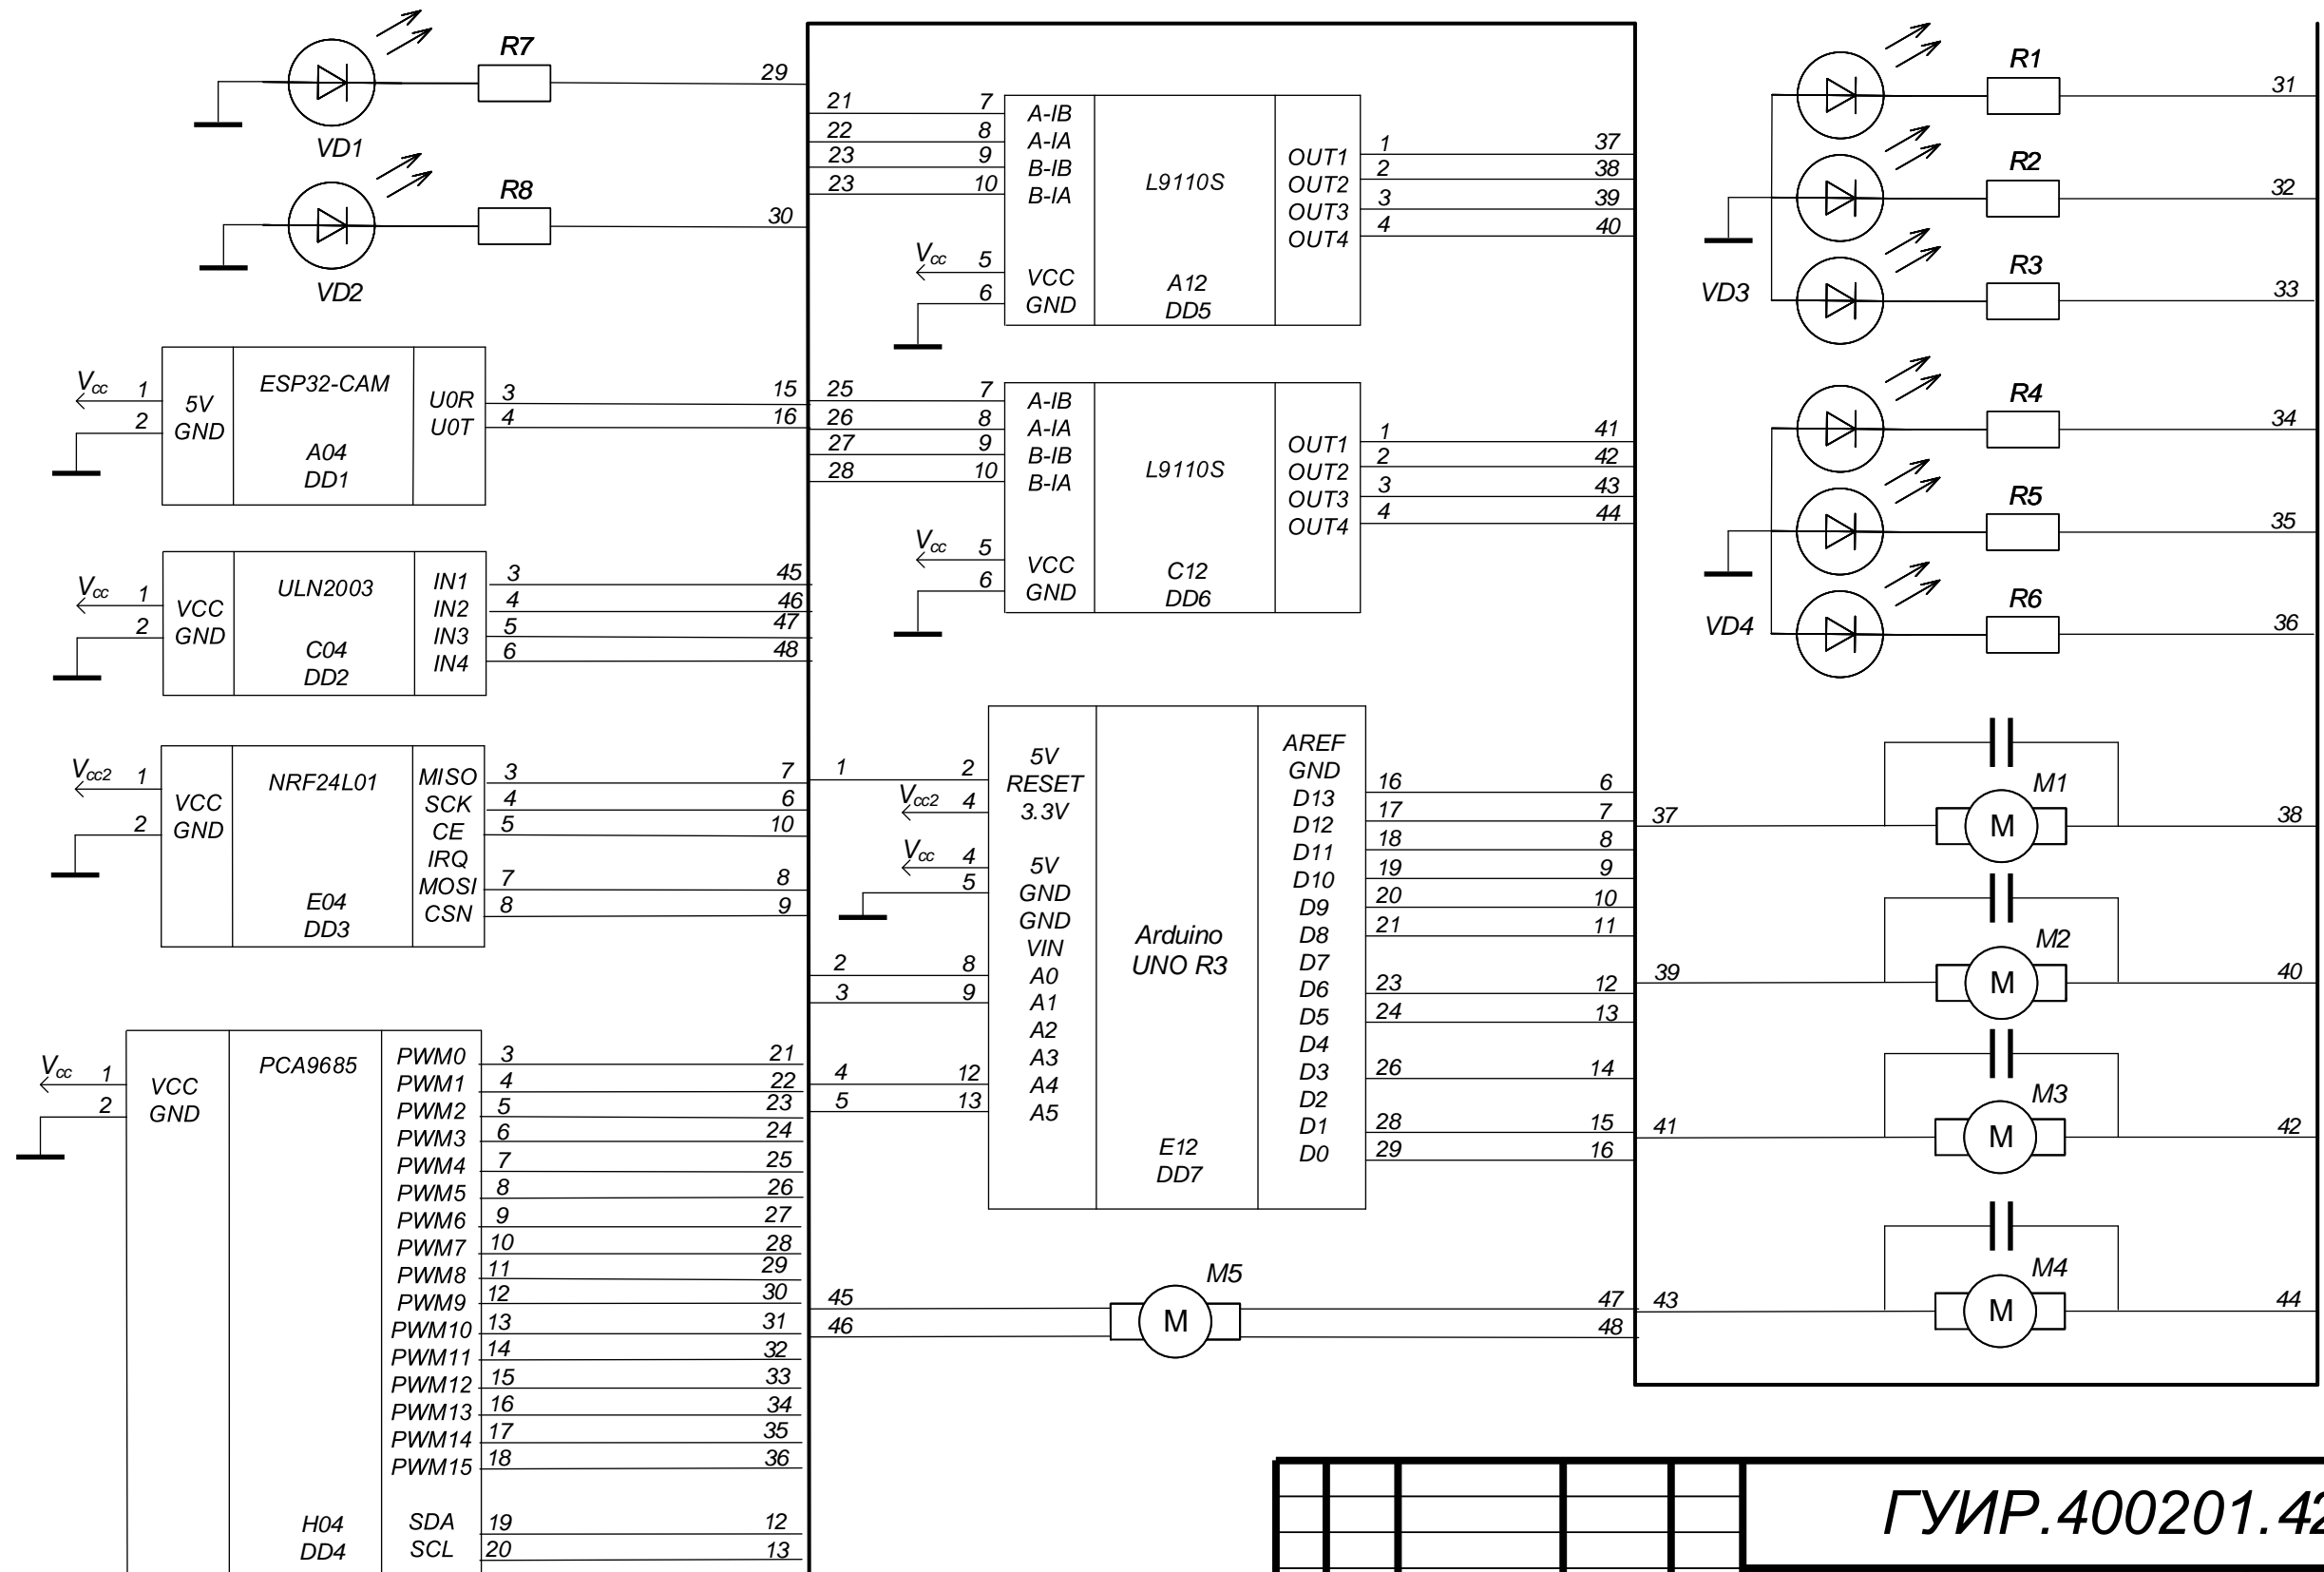 R7
29
VD1
R8
30
VD2
Vcc 1 5V ESP32-CAM U0R 3 15
2 GND U0T 4 16
A04
DD1
Vcc 1 VCC ULN2003 IN1 3 45
2 GND IN2 4 46
IN3 5 47
C04 IN4 6 48
DD2
Vcc2 1 VCC NRF24L01 MISO 3 7
2 GND SCK 4 6
CE 5 10
IRQ
E04 MOSI 7 8
DD3 CSN 8 9
Vcc 1 VCC PCA9685 PWM0 3 21
2 GND PWM1 4 22
PWM2 5 23
PWM3 6 24
PWM4 7 25
PWM5 8 26
PWM6 9 27
PWM7 10 28
PWM8 11 29
PWM9 12 30
PWM10 13 31
PWM11 14 32
PWM12 15 33
PWM13 16 34
PWM14 17 35
PWM15 18 36
H04 SDA 19 12
DD4 SCL 20 13
21 7 A-IB
22 8 A-IA
23 9 B-IB
23 10 B-IA
L9110S
OUT1 1 37
OUT2 2 38
OUT3 3 39
OUT4 4 40
Vcc 5 VCC A12
6 GND DD5
25 7 A-IB
26 8 A-IA
27 9 B-IB
28 10 B-IA
L9110S
OUT1 1 41
OUT2 2 42
OUT3 3 43
OUT4 4 44
Vcc 5 VCC C12
6 GND DD6
1 2 5V
RESET
Vcc2 4 3.3V
Vcc 4 5V
5 GND
GND
VIN
2 8 A0
3 9 A1
A2
A3
4 12 A4
5 13 A5
Arduino
UNO R3
E12
DD7
AREF
GND
D13 16 6
D12 17 7
D11 18 8
D10 19 9
D9 20 10
D8 21 11
D7
D6 23 12
D5 24 13
D4
D3 26 14
D2
D1 28 15
D0 29 16
M5
45 M 47
46 48
R1
31
R2
32
R3
VD3 33
R4
34
R5
35
R6
VD4 36
M1
37 M 38
M2
39 M 40
M3
41 M 42
M4
43 M 44
ГУИР.400201.42